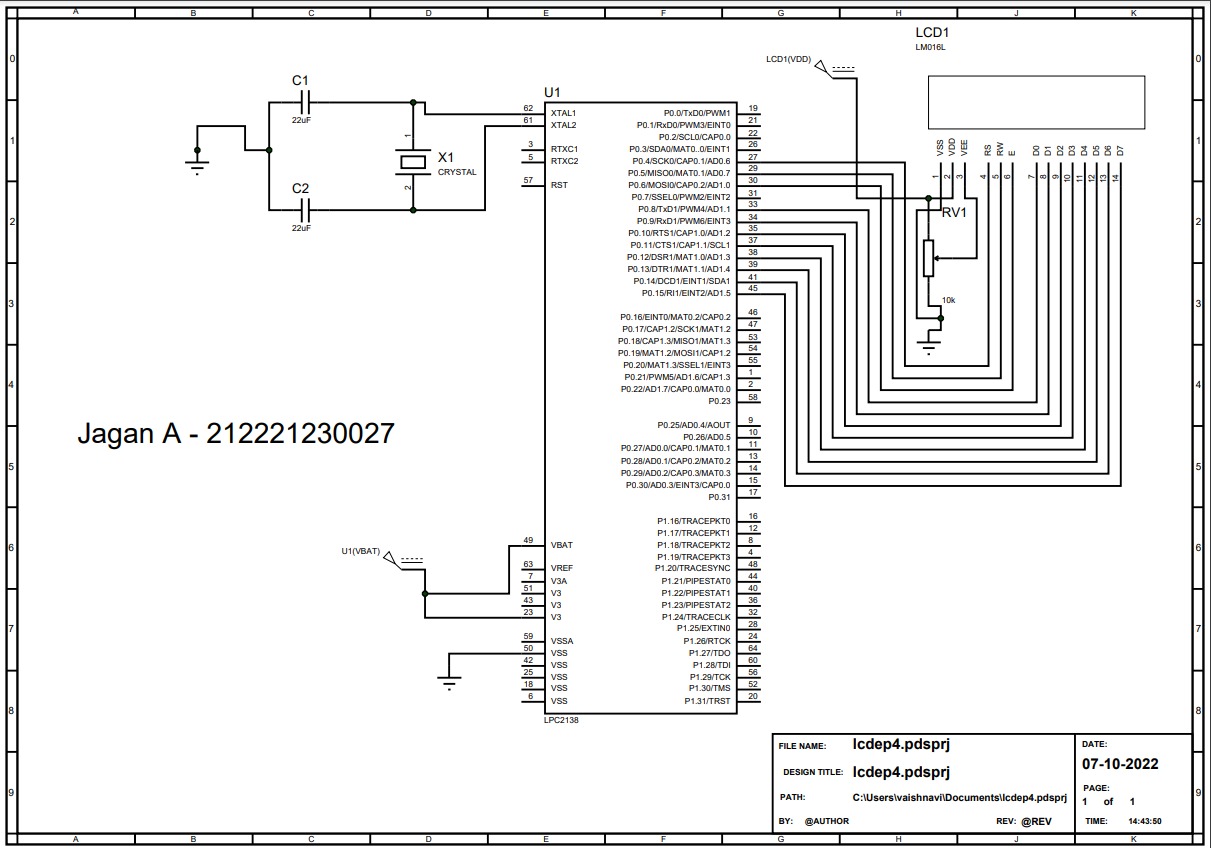 A B C D E F G H J K
LCD1
LM016L
LCD1(VDD)
0 0
C1
22uF
U1
62 XTAL1 P0.0/TxD0/PWM1 19
61 XTAL2 P0.1/RxD0/PWM3/EINT0 21
P0.2/SCL0/CAP0.0 22
3 RTXC1 P0.3/SDA0/MAT0..0/EINT1 26
5 RTXC2 P0.4/SCK0/CAP0.1/AD0.6 27
P0.5/MISO0/MAT0.1/AD0.7 29
57 RST P0.6/MOSI0/CAP0.2/AD1.0 30
P0.7/SSEL0/PWM2/EINT2 31
P0.8/TxD1/PWM4/AD1.1 33
P0.9/RxD1/PWM6/EINT3 34
P0.10/RTS1/CAP1.0/AD1.2 35
P0.11/CTS1/CAP1.1/SCL1 37
P0.12/DSR1/MAT1.0/AD1.3 38
P0.13/DTR1/MAT1.1/AD1.4 39
P0.14/DCD1/EINT1/SDA1 41
P0.15/RI1/EINT2/AD1.5 45
P0.16/EINT0/MAT0.2/CAP0.2 46
P0.17/CAP1.2/SCK1/MAT1.2 47
P0.18/CAP1.3/MISO1/MAT1.3 53
P0.19/MAT1.2/MOSI1/CAP1.2 54
P0.20/MAT1.3/SSEL1/EINT3 55
P0.21/PWM5/AD1.6/CAP1.3 1
P0.22/AD1.7/CAP0.0/MAT0.0 2
P0.23 58
P0.25/AD0.4/AOUT 9
P0.26/AD0.5 10
P0.27/AD0.0/CAP0.1/MAT0.1 11
P0.28/AD0.1/CAP0.2/MAT0.2 13
P0.29/AD0.2/CAP0.3/MAT0.3 14
P0.30/AD0.3/EINT3/CAP0.0 15
P0.31 17
P1.16/TRACEPKT0 16
P1.17/TRACEPKT1 12
49 VBAT P1.18/TRACEPKT2 8
P1.19/TRACEPKT3 4
63 VREF P1.20/TRACESYNC 48
7 V3A P1.21/PIPESTAT0 44
51 V3 P1.22/PIPESTAT1 40
43 V3 P1.23/PIPESTAT2 36
23 V3 P1.24/TRACECLK 32
P1.25/EXTIN0 28
59 VSSA P1.26/RTCK 24
50 VSS P1.27/TDO 64
42 VSS P1.28/TDI 60
25 VSS P1.29/TCK 56
18 VSS P1.30/TMS 52
6 VSS P1.31/TRST 20
LPC2138
1 1
1
X1
CRYSTAL
2
C2
22uF
VSS VDD VEE RS RW E D0 D1 D2 D3 D4 D5 D6 D7
1 2 3 4 5 6 7 8 9 10 11 12 13 14
2 2
RV1
10k
3 3
4 4
Jagan A - 212221230027
5 5
6 6
U1(VBAT)
7 7
8 8
9 9
FILE NAME: lcdep4.pdsprj
DESIGN TITLE: lcdep4.pdsprj
PATH: C:\Users\vaishnavi\Documents\lcdep4.pdsprj
BY: @AUTHOR REV: @REV
DATE:
07-10-2022
PAGE:
1 of 1
TIME: 14:43:50
A B C D E F G H J K